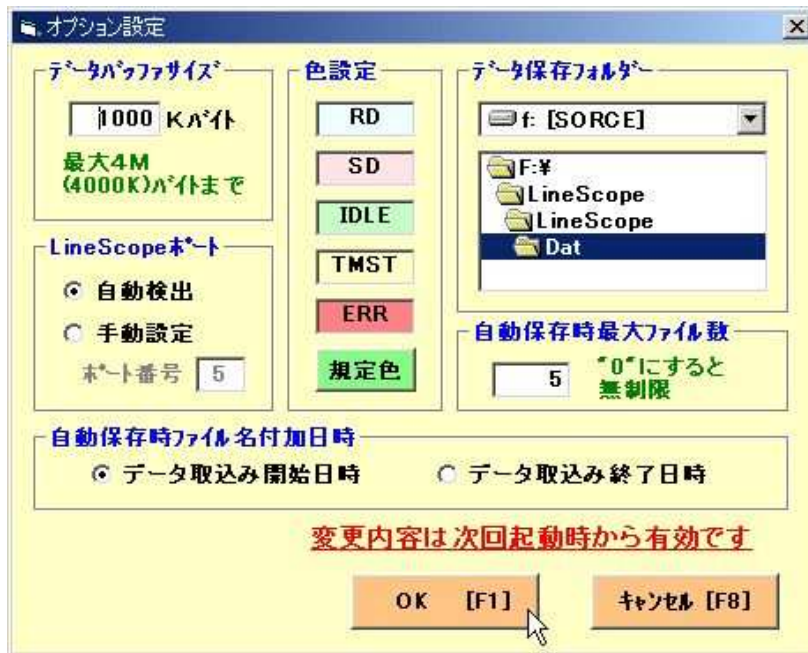 オプション設定
ﾃﾞｰﾀﾊﾞｯﾌｧｻｲｽﾞ
1000 Kﾊﾞｲﾄ
最大4M
(4000K)ﾊﾞｲﾄまで
LineScopeﾎﾟｰﾄ
自動検出
手動設定
ﾎﾟｰﾄ番号 5
色設定
RD
SD
IDLE
TMST
ERR
規定色
ﾃﾞｰﾀ保存ﾌｫﾙﾀﾞｰ
f: [SORCE]
F:¥
LineScope
LineScope
Dat
自動保存時最大ﾌｧｲﾙ数
5 "0"にすると
無制限
自動保存時ﾌｧｲﾙ名付加日時
データ取込み開始日時 データ取込み終了日時
変更内容は次回起動時から有効です
OK [F1] ｷｬﾝｾﾙ [F8]